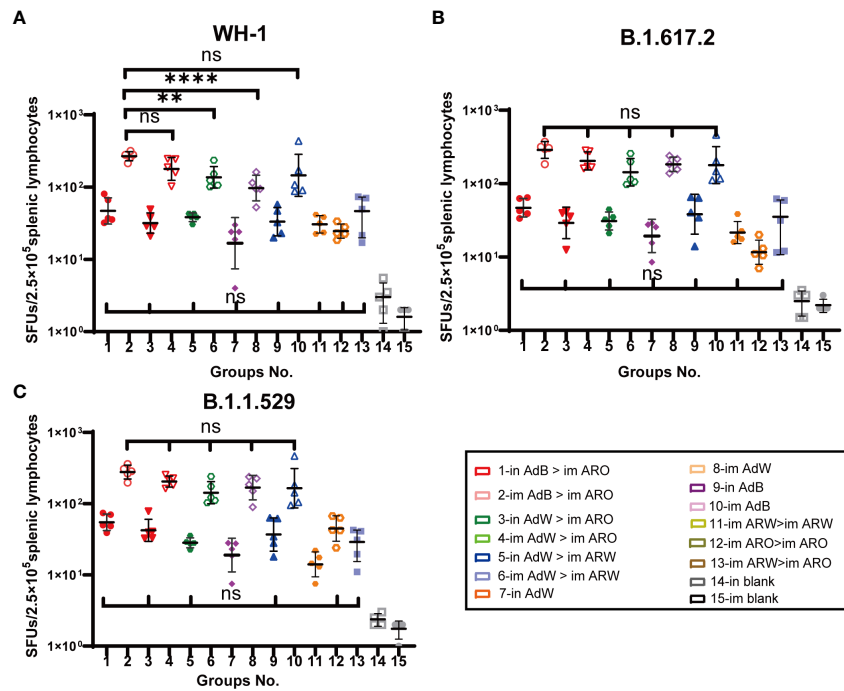 A
WH-1
ns
****
**
ns
1×10³
1×10²
1×10¹
1×10⁰
SFUs/2.5×10⁵splenic lymphocytes
ns
1 2 3 4 5 6 7 8 9 10 11 12 13 14 15
Groups No.
B
B.1.617.2
ns
1×10³
1×10²
1×10¹
1×10⁰
SFUs/2.5×10⁵splenic lymphocytes
ns
1 2 3 4 5 6 7 8 9 10 11 12 13 14 15
Groups No.
C
B.1.1.529
ns
1×10³
1×10²
1×10¹
1×10⁰
SFUs/2.5×10⁵splenic lymphocytes
ns
1 2 3 4 5 6 7 8 9 10 11 12 13 14 15
Groups No.
1-in AdB > im ARO
2-im AdB > im ARO
3-in AdW > im ARO
4-im AdW > im ARO
5-in AdW > im ARW
6-im AdW > im ARW
7-in AdW
8-im AdW
9-in AdB
10-im AdB
11-im ARW>im ARW
12-im ARO>im ARO
13-im ARW>im ARO
14-in blank
15-im blank